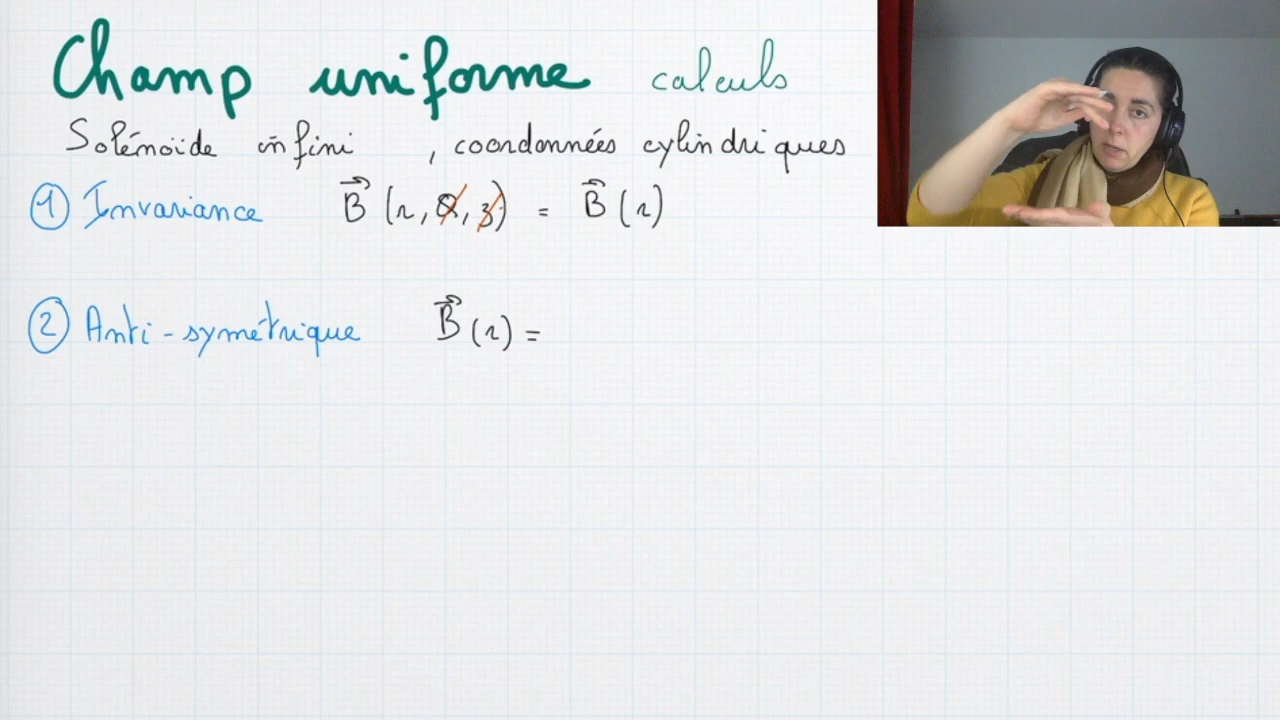 Champ uniforme calculs
Solénoïde infini , coordonnées cylindriques
① Invariance B⃗ (r, θ, z) = B⃗ (r)
② Anti-symétrique B⃗ (r) =